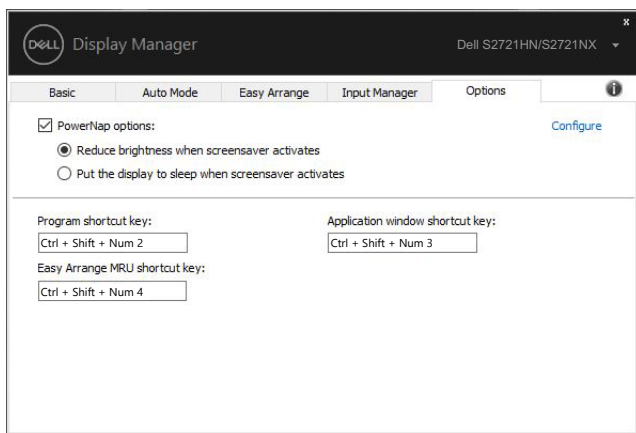 x
DELL Display Manager Dell S2721HN/S2721NX
Basic Auto Mode Easy Arrange Input Manager Options
PowerNap options: Configure
Reduce brightness when screensaver activates
Put the display to sleep when screensaver activates
Program shortcut key: Application window shortcut key:
Ctrl + Shift + Num 2 Ctrl + Shift + Num 3
Easy Arrange MRU shortcut key:
Ctrl + Shift + Num 4